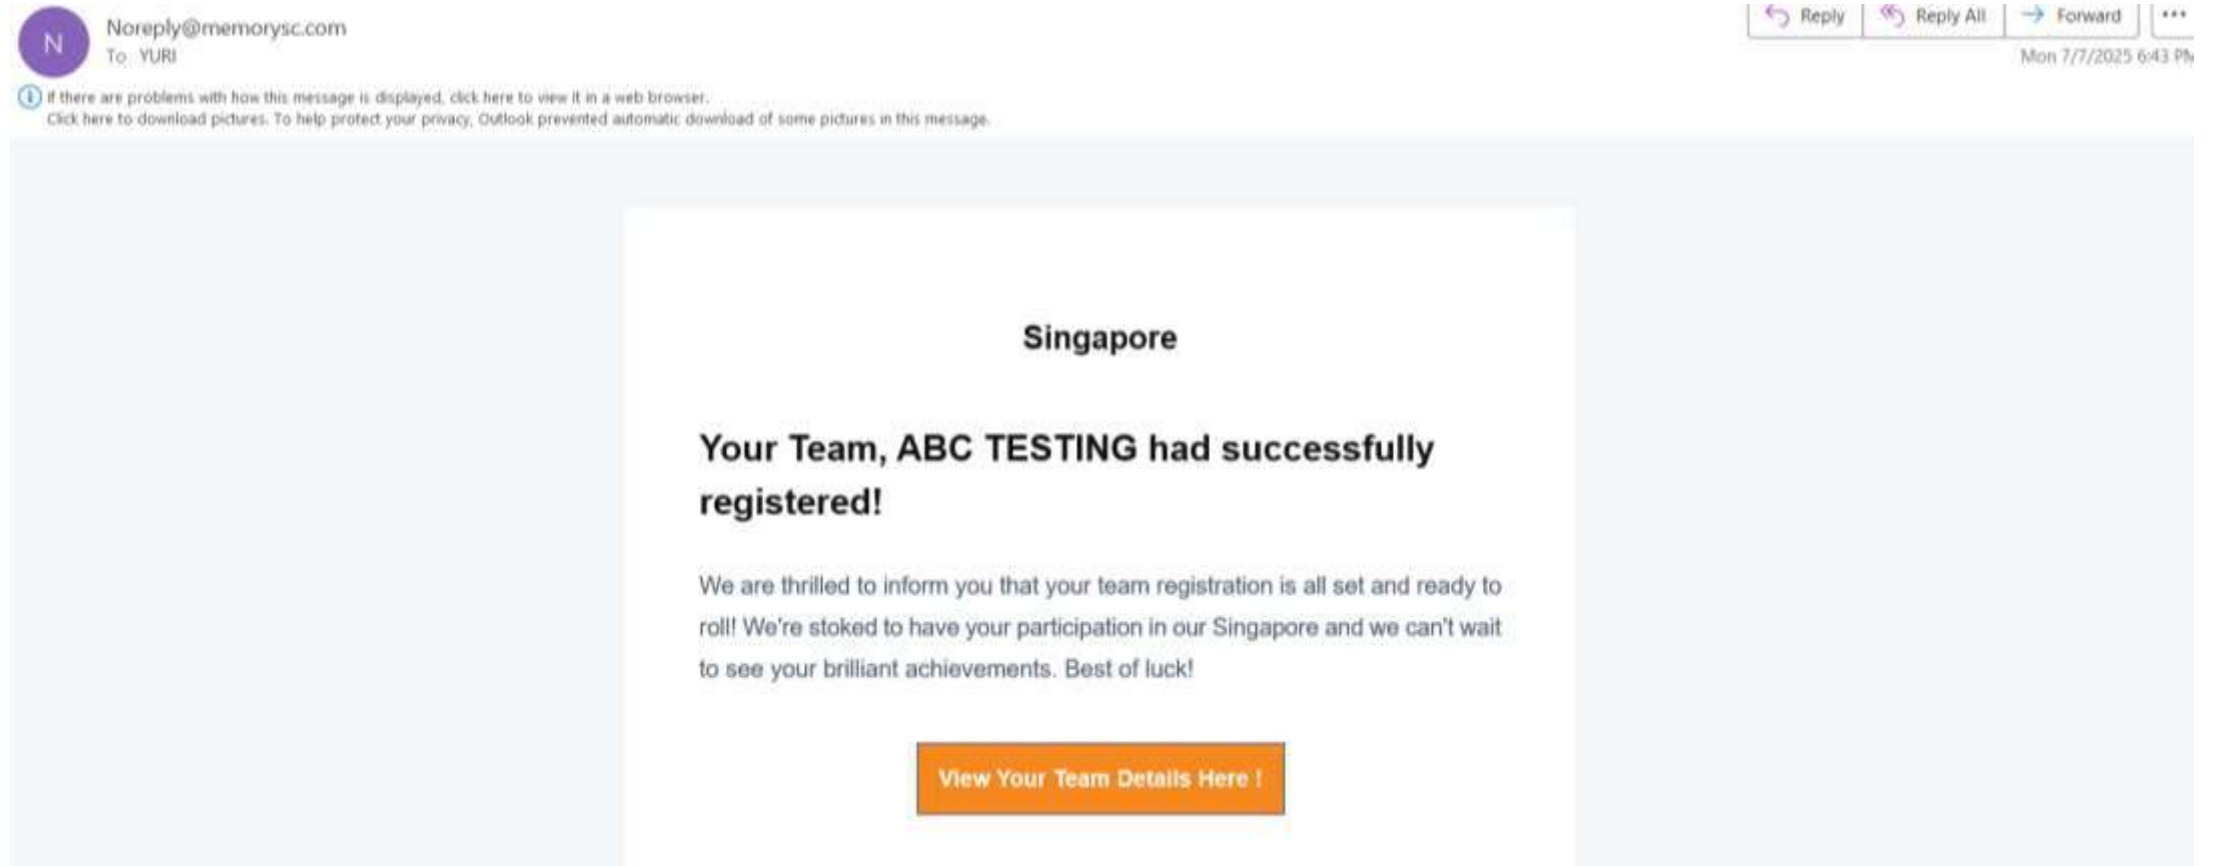 N
Noreply@memorysc.com
To YURI
Reply
Reply All
Forward
Mon 7/7/2025 6:43 PM
If there are problems with how this message is displayed, click here to view it in a web browser.
Click here to download pictures. To help protect your privacy, Outlook prevented automatic download of some pictures in this message.
Singapore
Your Team, ABC TESTING had successfully
registered!
We are thrilled to inform you that your team registration is all set and ready to
roll! We're stoked to have your participation in our Singapore and we can't wait
to see your brilliant achievements. Best of luck!
View Your Team Details Here !